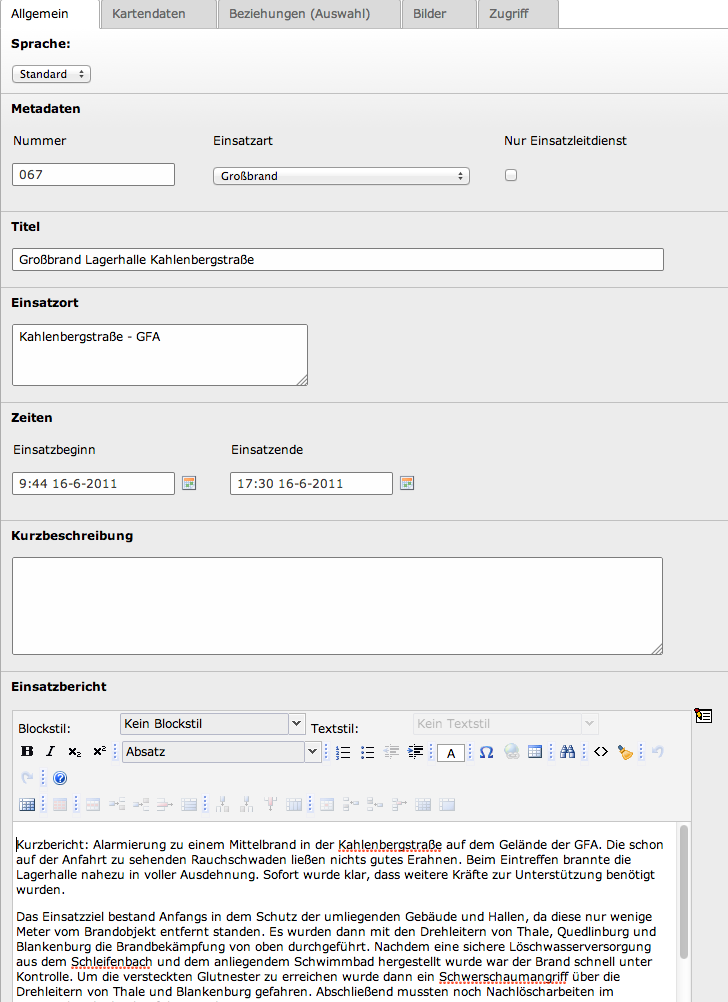 Allgemein Kartendaten Beziehungen (Auswahl) Bilder Zugriff
Sprache:
Standard
Metadaten
Nummer Einsatzart Nur Einsatzleitdienst
067 Großbrand
Titel
Großbrand Lagerhalle Kahlenbergstraße
Einsatzort
Kahlenbergstraße - GFA
Zeiten
Einsatzbeginn Einsatzende
9:44 16-6-2011 17:30 16-6-2011
Kurzbeschreibung
Einsatzbericht
Blockstil: Kein Blockstil Textstil: Kein Textstil
B I x₂ x² Absatz A Ω <>
?
Kurzbericht: Alarmierung zu einem Mittelbrand in der Kahlenbergstraße auf dem Gelände der GFA. Die schon
auf der Anfahrt zu sehenden Rauchschwaden ließen nichts gutes Erahnen. Beim Eintreffen brannte die
Lagerhalle nahezu in voller Ausdehnung. Sofort wurde klar, dass weitere Kräfte zur Unterstützung benötigt
wurden.
Das Einsatzziel bestand Anfangs in dem Schutz der umliegenden Gebäude und Hallen, da diese nur wenige
Meter vom Brandobjekt entfernt standen. Es wurden dann mit den Drehleitern von Thale, Quedlinburg und
Blankenburg die Brandbekämpfung von oben durchgeführt. Nachdem eine sichere Löschwasserversorgung
aus dem Schleifenbach und dem anliegendem Schwimmbad hergestellt wurde war der Brand schnell unter
Kontrolle. Um die versteckten Glutnester zu erreichen wurde dann ein Schwerschaumangriff über die
Drehleitern von Thale und Blankenburg gefahren. Abschließend mussten noch Nachlöscharbeiten im